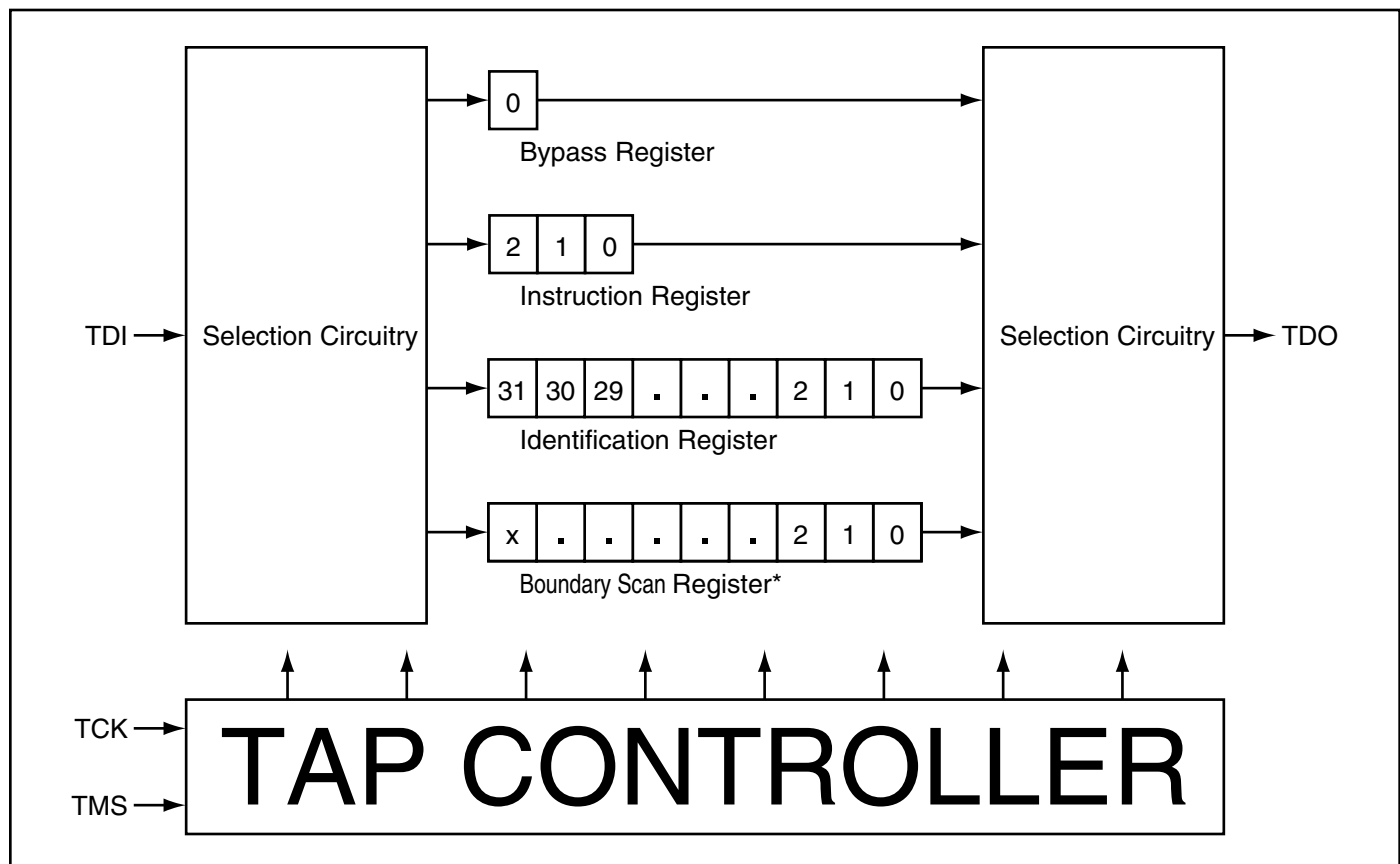 0
Bypass Register
2 1 0
Instruction Register
TDI
Selection Circuitry
Selection Circuitry
TDO
31 30 29 . . . 2 1 0
Identification Register
x . . . . . 2 1 0
Boundary Scan Register*
TCK
TAP CONTROLLER
TMS